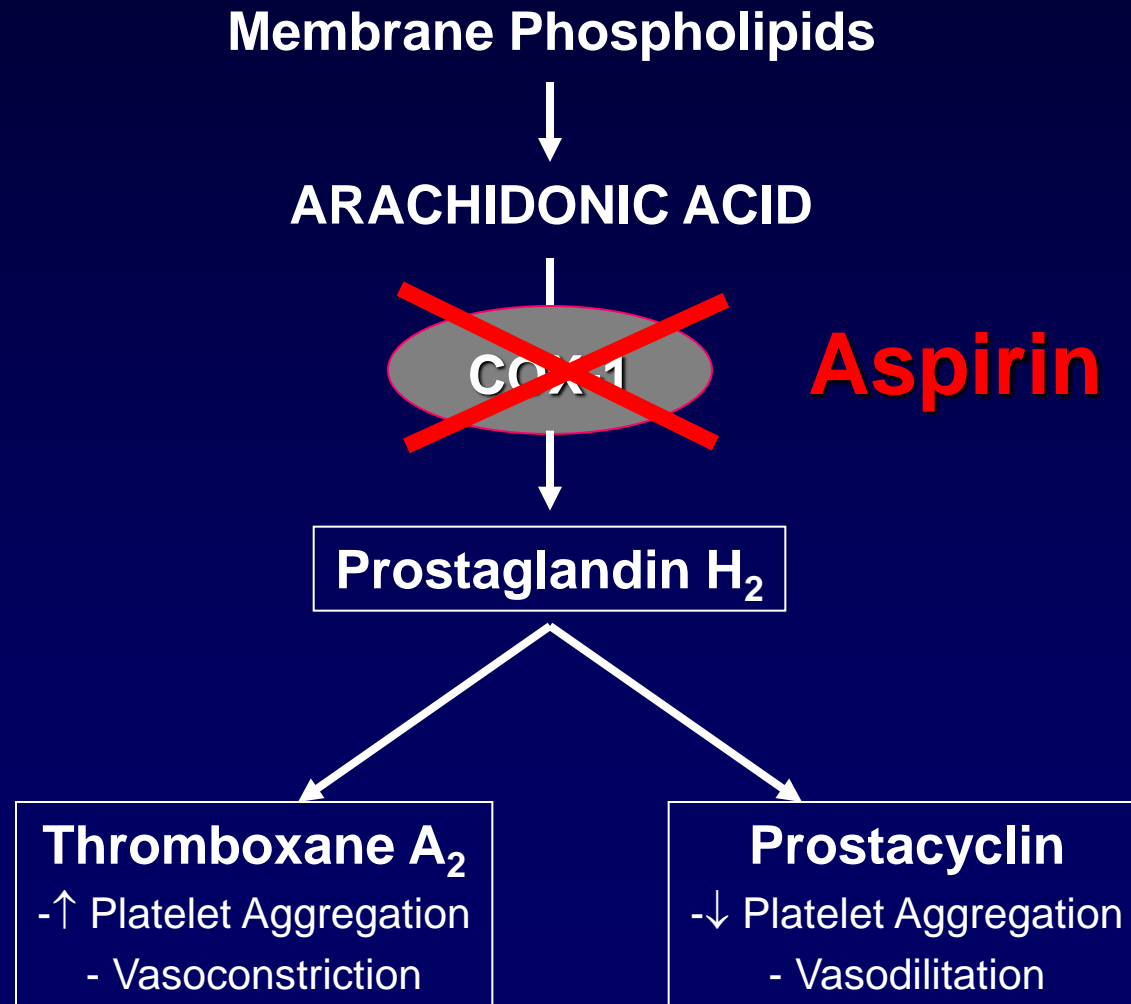 Membrane Phospholipids
ARACHIDONIC ACID
COX-1
Aspirin
Prostaglandin H₂
Thromboxane A₂
-↑ Platelet Aggregation
- Vasoconstriction
Prostacyclin
-↓ Platelet Aggregation
- Vasodilitation